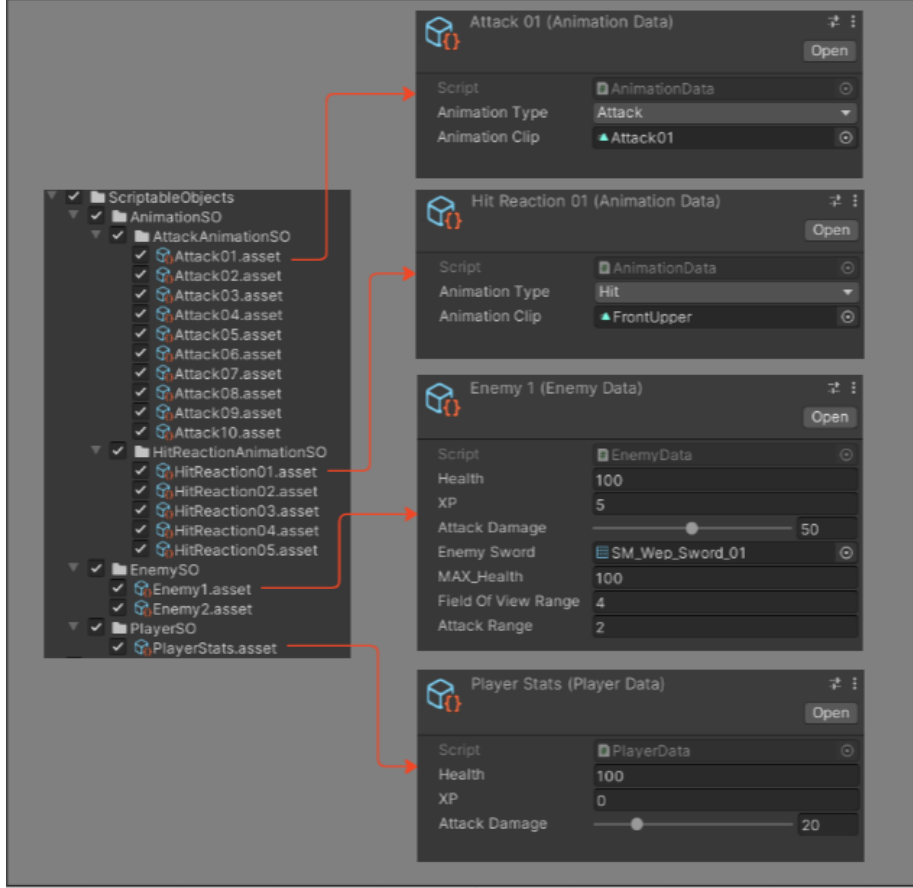 ScriptableObjects
AnimationSO
AttackAnimationSO
Attack01.asset
Attack02.asset
Attack03.asset
Attack04.asset
Attack05.asset
Attack06.asset
Attack07.asset
Attack08.asset
Attack09.asset
Attack10.asset
HitReactionAnimationSO
HitReaction01.asset
HitReaction02.asset
HitReaction03.asset
HitReaction04.asset
HitReaction05.asset
EnemySO
Enemy1.asset
Enemy2.asset
PlayerSO
PlayerStats.asset
Attack 01 (Animation Data)
Open
Script AnimationData
Animation Type Attack
Animation Clip Attack01
Hit Reaction 01 (Animation Data)
Open
Script AnimationData
Animation Type Hit
Animation Clip FrontUpper
Enemy 1 (Enemy Data)
Open
Script EnemyData
Health 100
XP 5
Attack Damage 50
Enemy Sword SM_Wep_Sword_01
MAX_Health 100
Field Of View Range 4
Attack Range 2
Player Stats (Player Data)
Open
Script PlayerData
Health 100
XP 0
Attack Damage 20